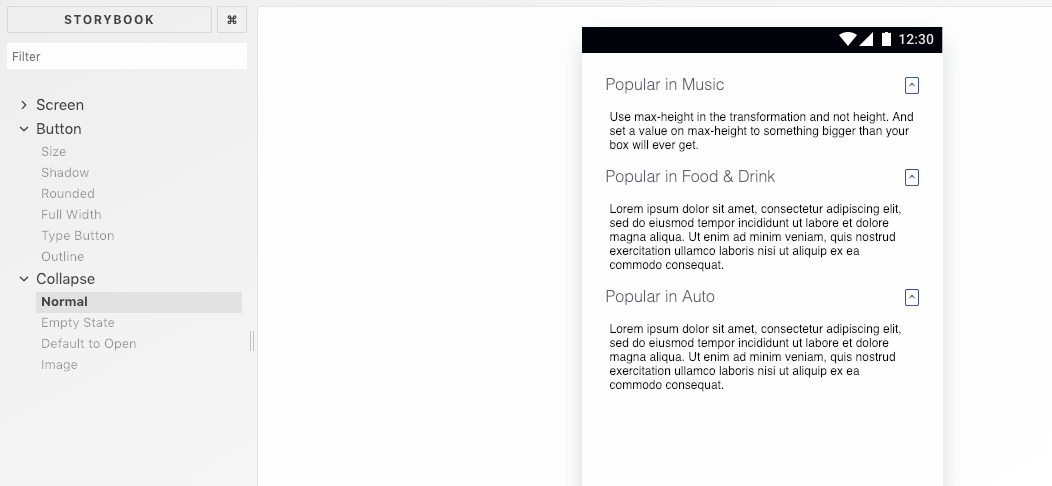 STORYBOOK
⌘
Filter
Screen
Button
Size
Shadow
Rounded
Full Width
Type Button
Outline
Collapse
Normal
Empty State
Default to Open
Image
12:30
Popular in Music
Use max-height in the transformation and not height. And
set a value on max-height to something bigger than your
box will ever get.
Popular in Food & Drink
Lorem ipsum dolor sit amet, consectetur adipiscing elit,
sed do eiusmod tempor incididunt ut labore et dolore
magna aliqua. Ut enim ad minim veniam, quis nostrud
exercitation ullamco laboris nisi ut aliquip ex ea
commodo consequat.
Popular in Auto
Lorem ipsum dolor sit amet, consectetur adipiscing elit,
sed do eiusmod tempor incididunt ut labore et dolore
magna aliqua. Ut enim ad minim veniam, quis nostrud
exercitation ullamco laboris nisi ut aliquip ex ea
commodo consequat.